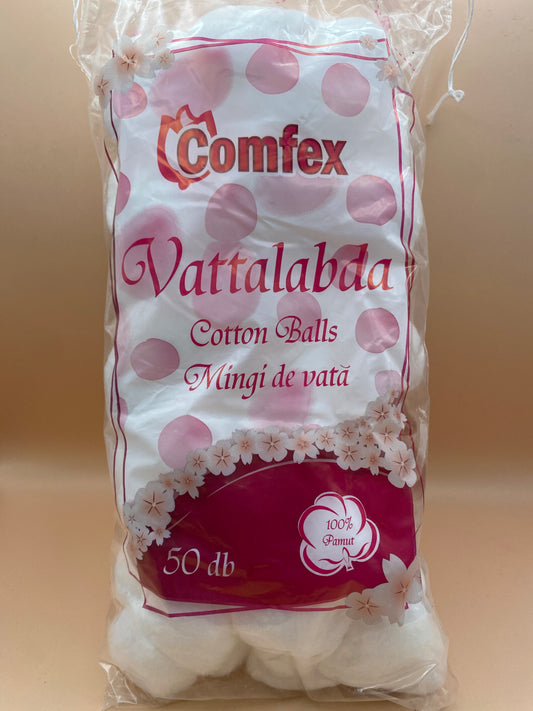 Comfex
Vattalabda
Cotton Balls
Mingi de vată
100%
Pamut
50 db